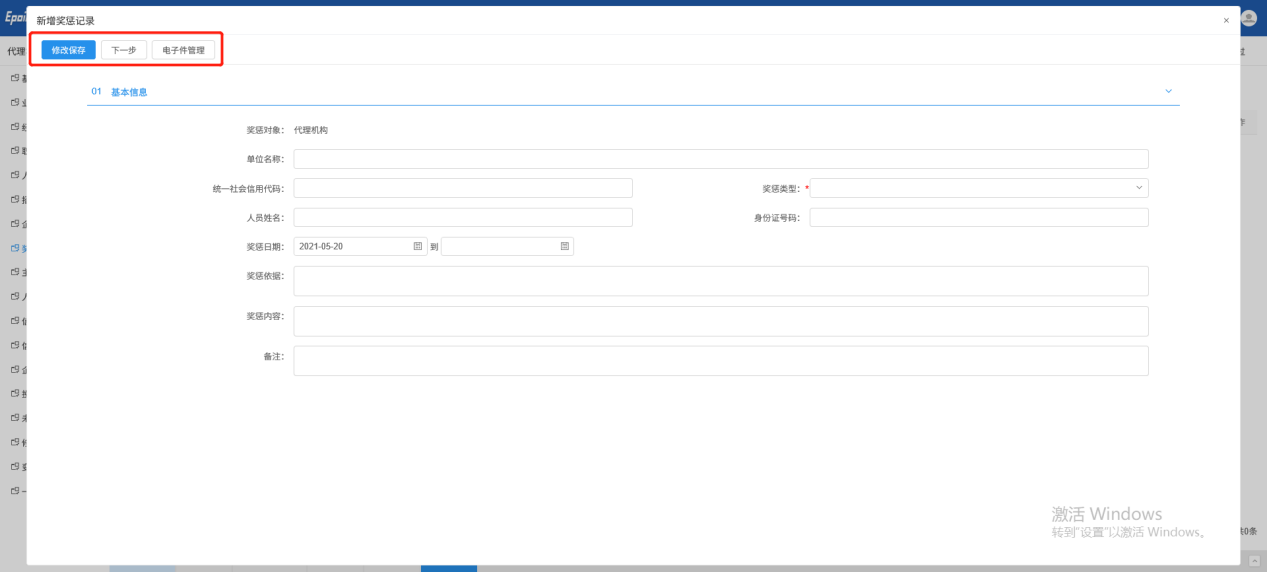 新增奖惩记录
×
修改保存 下一步 电子件管理
代理
01 基本信息
奖惩对象： 代理机构
单位名称：
统一社会信用代码： 奖惩类型：*
人员姓名： 身份证号码：
奖惩日期： 2021-05-20 到
奖惩依据：
奖惩内容：
备注：
激活 Windows
转到"设置"以激活 Windows。